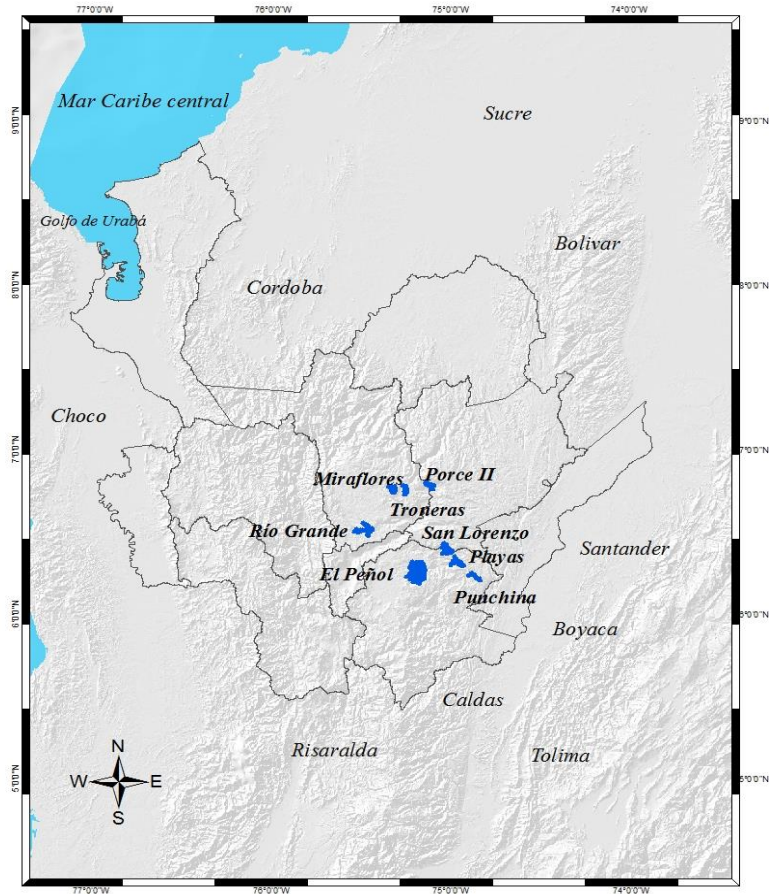 77°0'0"W 76°0'0"W 75°0'0"W 74°0'0"W
Mar Caribe central
Sucre
9°0'0"N 9°0'0"N
Golfo de Urabá
Bolivar
Cordoba
8°0'0"N 8°0'0"N
Choco
7°0'0"N 7°0'0"N
Miraflores
Porce II
Troneras
Río Grande
San Lorenzo
Santander
Playas
El Peñol
Punchina
6°0'0"N 6°0'0"N
Boyaca
Caldas
Risaralda
Tolima
N
W E
S
5°0'0"N 5°0'0"N
77°0'0"W 76°0'0"W 75°0'0"W 74°0'0"W